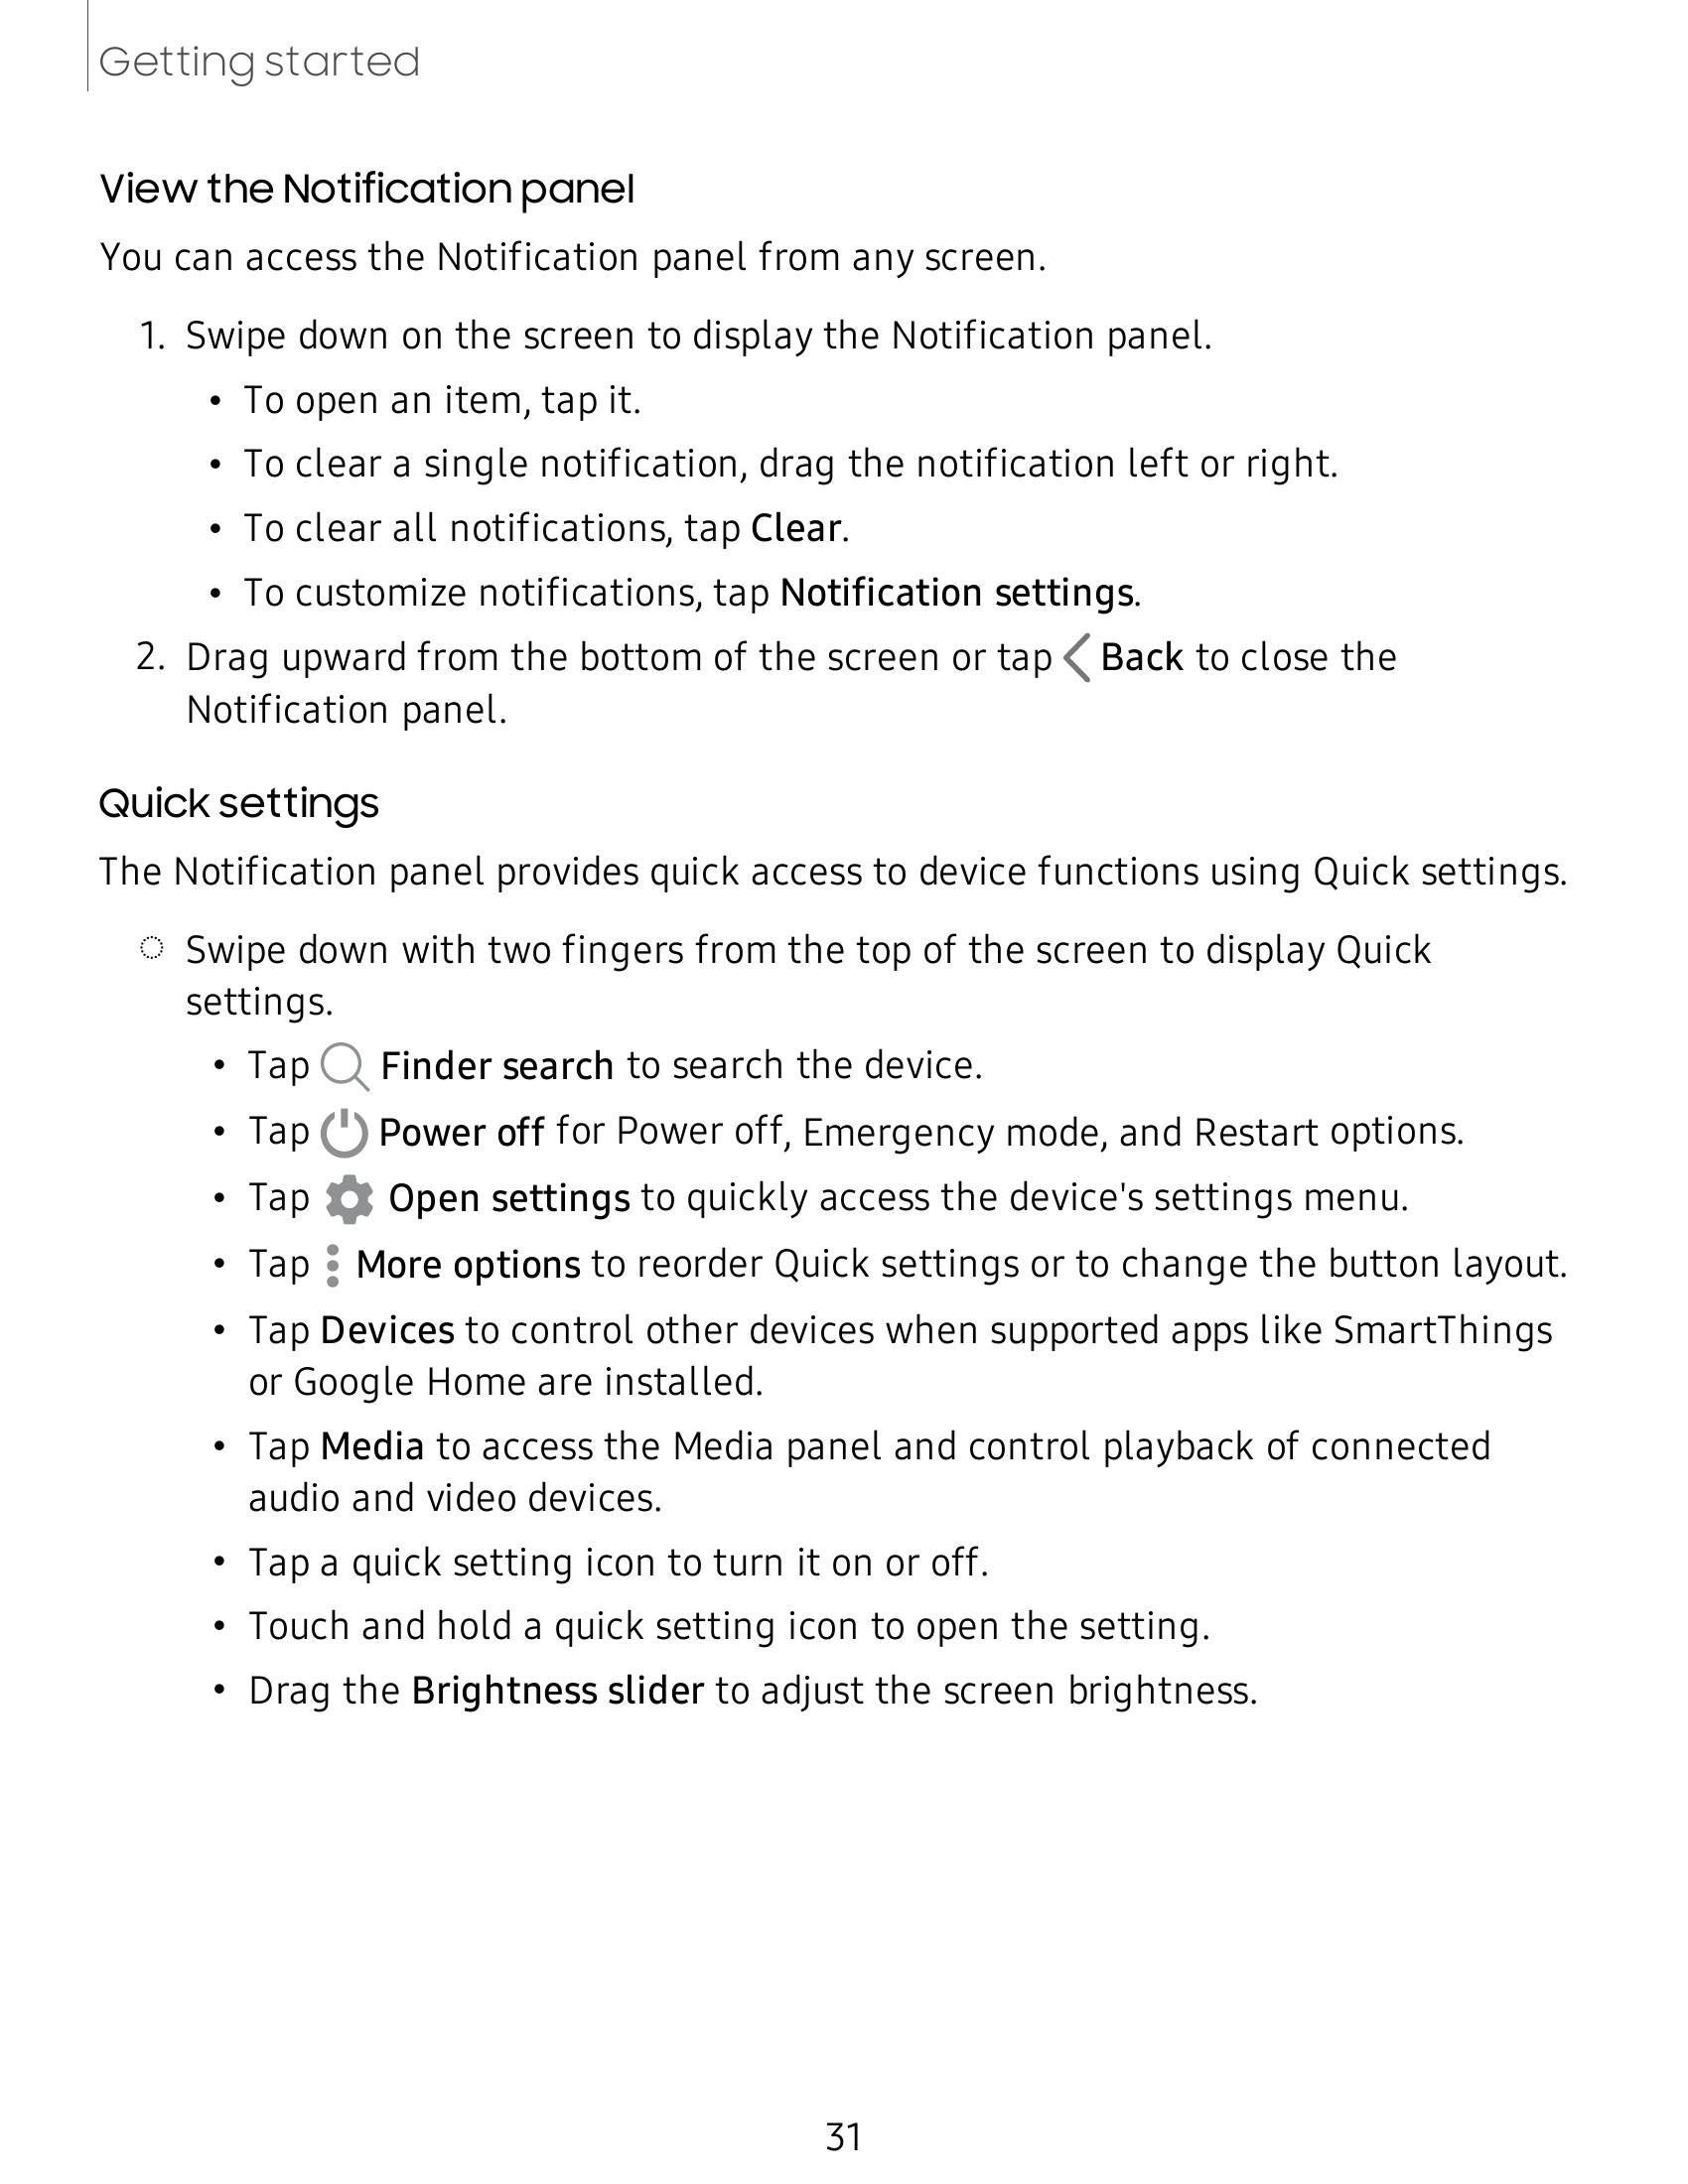 Getting started
View the Notification panel
You can access the Notification panel from any screen.
1. Swipe down on the screen to display the Notification panel.
• To open an item, tap it.
• To clear a single notification, drag the notification left or right.
• To clear all notifications, tap Clear.
• To customize notifications, tap Notification settings.
2. Drag upward from the bottom of the screen or tap Back to close the
Notification panel.
Quick settings
The Notification panel provides quick access to device functions using Quick settings.
Swipe down with two fingers from the top of the screen to display Quick
settings.
• Tap Finder search to search the device.
• Tap Power off for Power off, Emergency mode, and Restart options.
• Tap Open settings to quickly access the device's settings menu.
• Tap More options to reorder Quick settings or to change the button layout.
• Tap Devices to control other devices when supported apps like SmartThings
or Google Home are installed.
• Tap Media to access the Media panel and control playback of connected
audio and video devices.
• Tap a quick setting icon to turn it on or off.
• Touch and hold a quick setting icon to open the setting.
• Drag the Brightness slider to adjust the screen brightness.
31